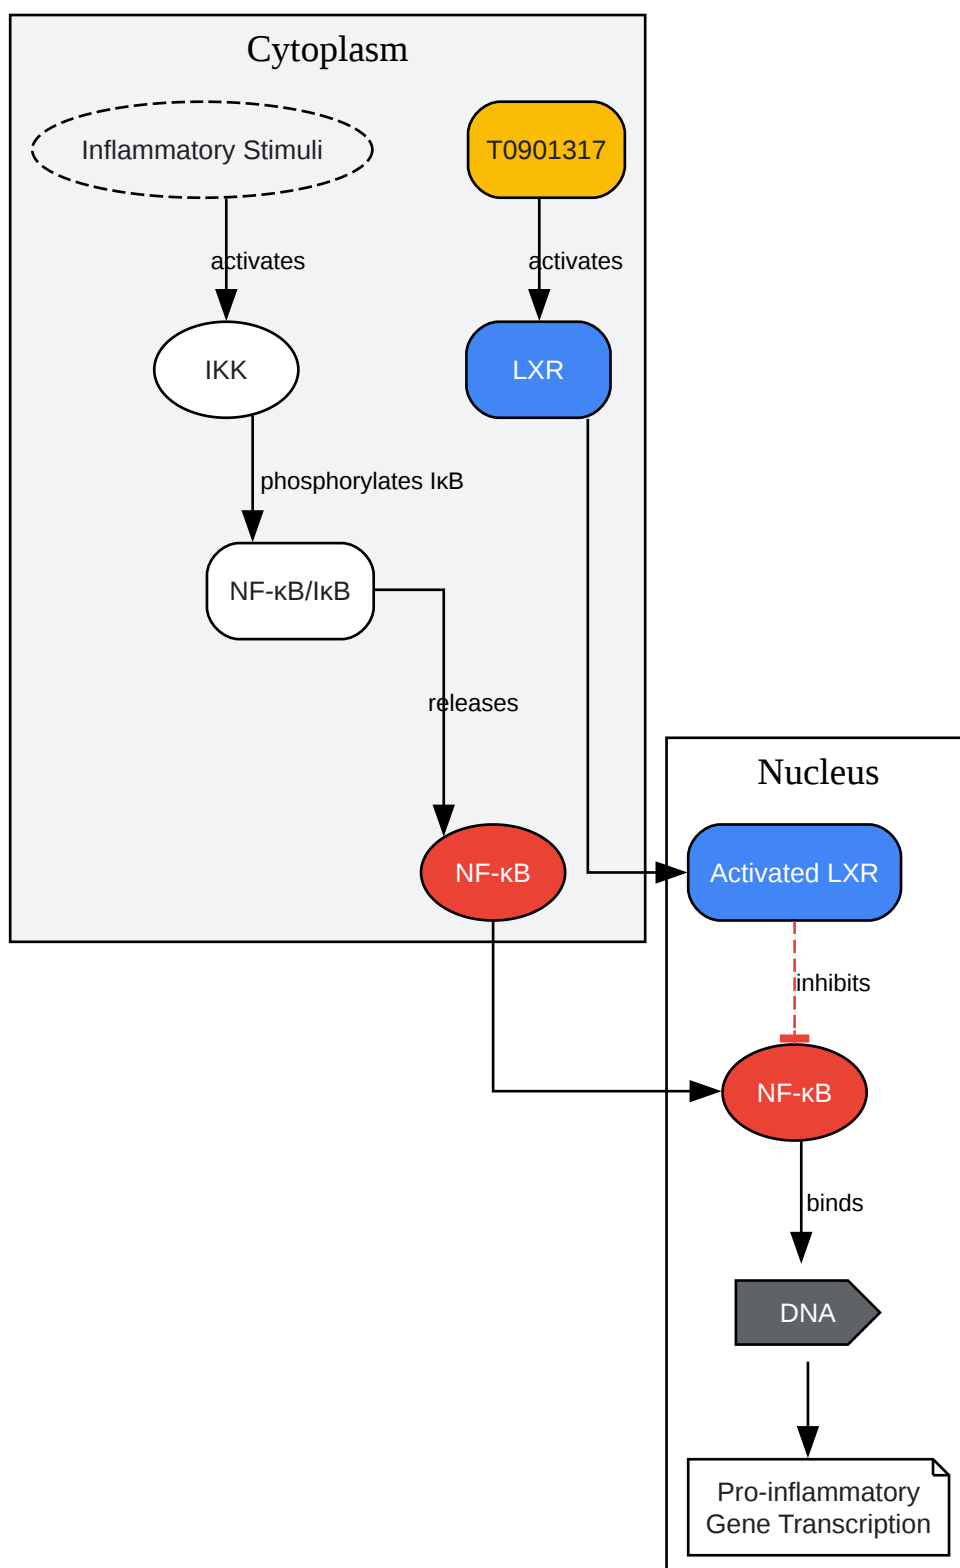 Cytoplasm
Inflammatory Stimuli
T0901317
activates
activates
IKK
LXR
phosphorylates IκB
NF-κB/IκB
releases
Nucleus
NF-κB
Activated LXR
inhibits
NF-κB
binds
DNA
Pro-inflammatory
Gene Transcription